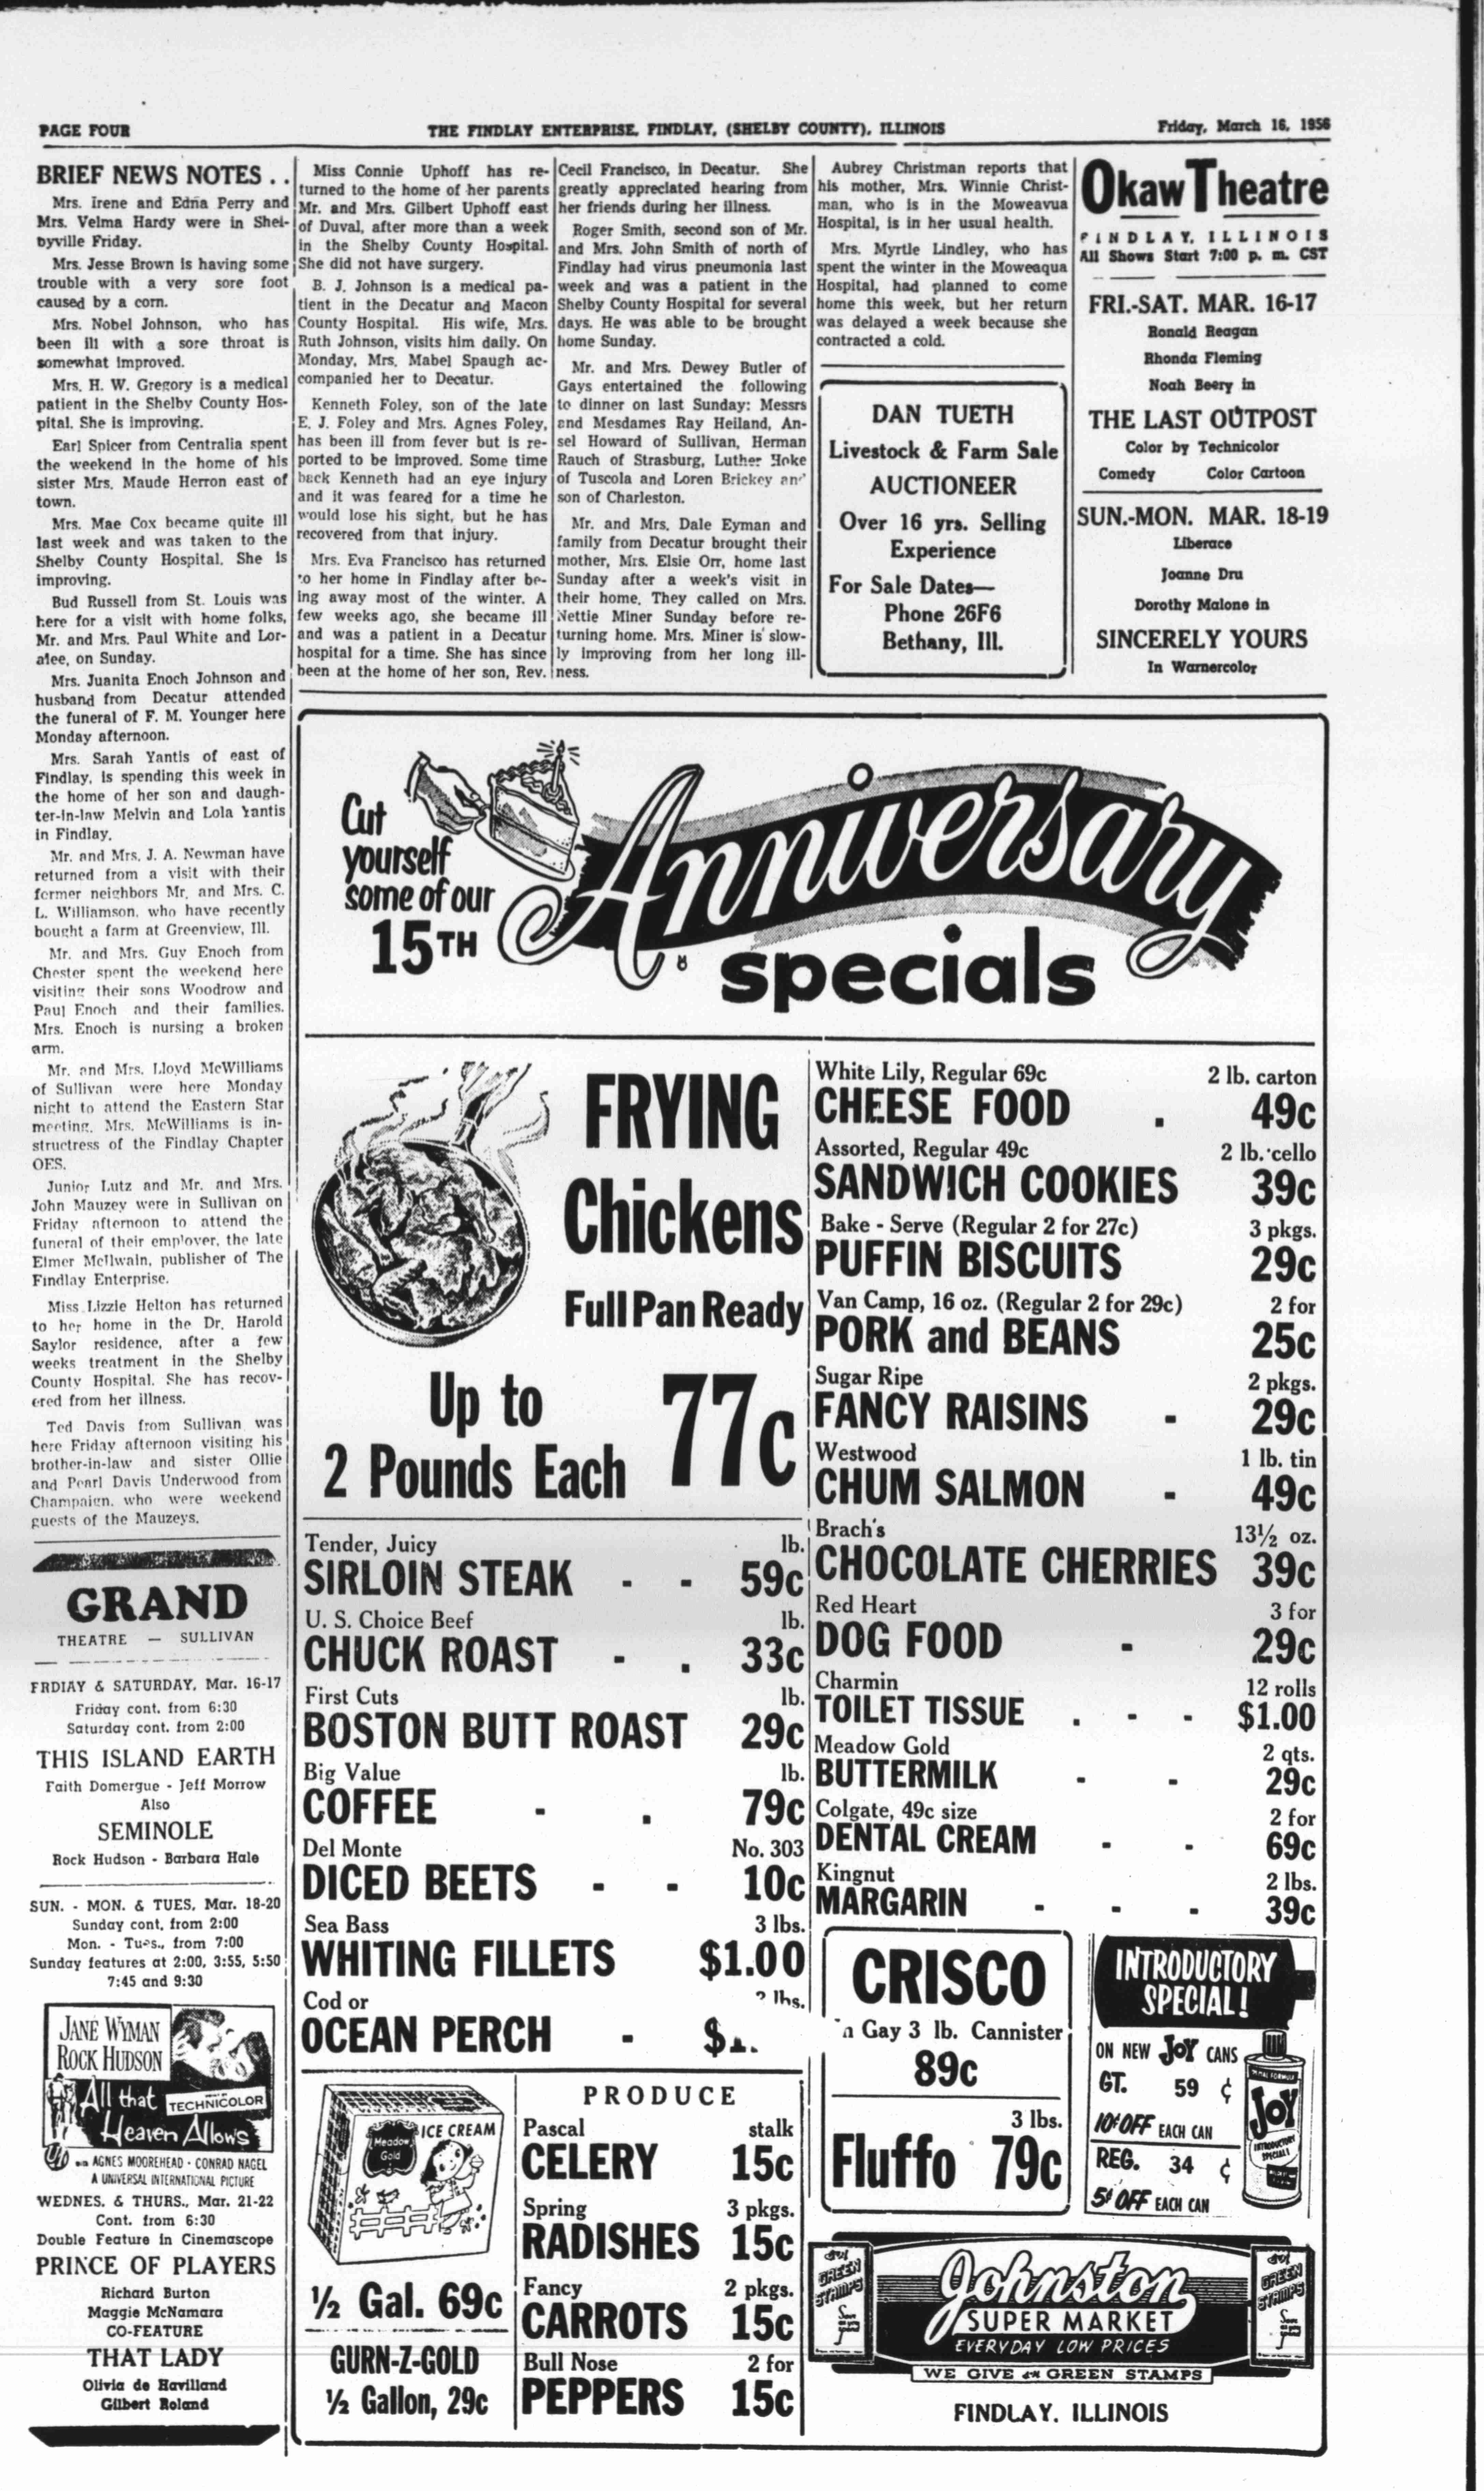 PAGE FOUR
THE FINDLAY ENTERPRISE, FINDLAY, (SHELBY COUNTY), ILLINOIS
Friday, March 16, 1956
BRIEF NEWS NOTES . .
Mrs. Irene and Edna Perry and
Mrs. Velma Hardy were in Shel-
byville Friday.
Mrs. Jesse Brown is having some
trouble with a very sore foot
caused by a corn.
Mrs. Nobel Johnson, who has
been ill with a sore throat is
somewhat improved.
Mrs. H. W. Gregory is a medical
patient in the Shelby County Hos-
pital. She is improving.
Earl Spicer from Centralia spent
the weekend in the home of his
sister Mrs. Maude Herron east of
town.
Mrs. Mae Cox became quite ill
last week and was taken to the
Shelby County Hospital. She is
improving.
Bud Russell from St. Louis was
here for a visit with home folks,
Mr. and Mrs. Paul White and Lor-
alee, on Sunday.
Mrs. Juanita Enoch Johnson and
husband from Decatur attended
the funeral of F. M. Younger here
Monday afternoon.
Mrs. Sarah Yantis of east of
Findlay, is spending this week in
the home of her son and daugh-
ter-in-law Melvin and Lola Yantis
in Findlay.
Mr. and Mrs. J. A. Newman have
returned from a visit with their
former neighbors Mr. and Mrs. C.
L. Williamson, who have recently
bought a farm at Greenview, Ill.
Mr. and Mrs. Guy Enoch from
Chester spent the weekend here
visiting their sons Woodrow and
Paul Enoch and their families.
Mrs. Enoch is nursing a broken
arm.
Mr. and Mrs. Lloyd McWilliams
of Sullivan were here Monday
night to attend the Eastern Star
meeting. Mrs. McWilliams is in-
structress of the Findlay Chapter
OES.
Junior Lutz and Mr. and Mrs.
John Mauzey were in Sullivan on
Friday afternoon to attend the
funeral of their employer, the late
Elmer McIlwain, publisher of The
Findlay Enterprise.
Miss Lizzie Helton has returned
to her home in the Dr. Harold
Saylor residence, after a few
weeks treatment in the Shelby
County Hospital. She has recov-
ered from her illness.
Ted Davis from Sullivan was
here Friday afternoon visiting his
brother-in-law and sister Ollie
and Pearl Davis Underwood from
Champaign, who were weekend
guests of the Mauzeys.
GRAND
THEATRE — SULLIVAN
FRDIAY & SATURDAY, Mar. 16-17
Friday cont. from 6:30
Saturday cont. from 2:00
THIS ISLAND EARTH
Faith Domergue - Jeff Morrow
Also
SEMINOLE
Rock Hudson - Barbara Hale
SUN. - MON. & TUES, Mar. 18-20
Sunday cont. from 2:00
Mon. - Tues., from 7:00
Sunday features at 2:00, 3:55, 5:50
7:45 and 9:30
JANE WYMAN
ROCK HUDSON
All that
Heaven Allows
TECHNICOLOR
AGNES MOOREHEAD · CONRAD NAGEL
A UNIVERSAL INTERNATIONAL PICTURE
WEDNES. & THURS., Mar. 21-22
Cont. from 6:30
Double Feature in Cinemascope
PRINCE OF PLAYERS
Richard Burton
Maggie McNamara
CO-FEATURE
THAT LADY
Olivia de Havilland
Gilbert Roland
Miss Connie Uphoff has re-
turned to the home of her parents
Mr. and Mrs. Gilbert Uphoff east
of Duval, after more than a week
in the Shelby County Hospital.
She did not have surgery.
B. J. Johnson is a medical pa-
tient in the Decatur and Macon
County Hospital. His wife, Mrs.
Ruth Johnson, visits him daily. On
Monday, Mrs. Mabel Spaugh ac-
companied her to Decatur.
Kenneth Foley, son of the late
E. J. Foley and Mrs. Agnes Foley,
has been ill from fever but is re-
ported to be improved. Some time
back Kenneth had an eye injury
and it was feared for a time he
would lose his sight, but he has
recovered from that injury.
Mrs. Eva Francisco has returned
to her home in Findlay after be-
ing away most of the winter. A
few weeks ago, she became ill
and was a patient in a Decatur
hospital for a time. She has since
been at the home of her son, Rev.
Cecil Francisco, in Decatur. She
greatly appreciated hearing from
her friends during her illness.
Roger Smith, second son of Mr.
and Mrs. John Smith of north of
Findlay had virus pneumonia last
week and was a patient in the
Shelby County Hospital for several
days. He was able to be brought
home Sunday.
Mr. and Mrs. Dewey Butler of
Gays entertained the following
to dinner on last Sunday: Messrs
and Mesdames Ray Heiland, An-
sel Howard of Sullivan, Herman
Rauch of Strasburg, Luther Hoke
of Tuscola and Loren Brickey and
son of Charleston.
Mr. and Mrs. Dale Eyman and
family from Decatur brought their
mother, Mrs. Elsie Orr, home last
Sunday after a week's visit in
their home. They called on Mrs.
Nettie Miner Sunday before re-
turning home. Mrs. Miner is slow-
ly improving from her long ill-
ness.
Aubrey Christman reports that
his mother, Mrs. Winnie Christ-
man, who is in the Moweavua
Hospital, is in her usual health.
Mrs. Myrtle Lindley, who has
spent the winter in the Moweaqua
Hospital, had planned to come
home this week, but her return
was delayed a week because she
contracted a cold.
DAN TUETH
Livestock & Farm Sale
AUCTIONEER
Over 16 yrs. Selling
Experience
For Sale Dates—
Phone 26F6
Bethany, Ill.
Okaw Theatre
FINDLAY, ILLINOIS
All Shows Start 7:00 p. m. CST
FRI.-SAT. MAR. 16-17
Ronald Reagan
Rhonda Fleming
Noah Beery in
THE LAST OUTPOST
Color by Technicolor
Comedy Color Cartoon
SUN.-MON. MAR. 18-19
Liberace
Joanne Dru
Dorothy Malone in
SINCERELY YOURS
In Warnercolor
Cut
yourself
some of our
15TH
Anniversary
specials
FRYING
Chickens
Full Pan Ready
Up to
2 Pounds Each 77c
Tender, Juicy lb.
SIRLOIN STEAK - - 59c
U. S. Choice Beef lb.
CHUCK ROAST - . 33c
First Cuts lb.
BOSTON BUTT ROAST 29c
Big Value lb.
COFFEE - . 79c
Del Monte No. 303
DICED BEETS - - 10c
Sea Bass 3 lbs.
WHITING FILLETS $1.00
Cod or lbs.
OCEAN PERCH - $1.
White Lily, Regular 69c 2 lb. carton
CHEESE FOOD . 49c
Assorted, Regular 49c 2 lb. cello
SANDWICH COOKIES 39c
Bake - Serve (Regular 2 for 27c) 3 pkgs.
PUFFIN BISCUITS 29c
Van Camp, 16 oz. (Regular 2 for 29c) 2 for
PORK and BEANS 25c
Sugar Ripe 2 pkgs.
FANCY RAISINS - 29c
Westwood 1 lb. tin
CHUM SALMON - 49c
Brach's 13½ oz.
CHOCOLATE CHERRIES 39c
Red Heart 3 for
DOG FOOD - 29c
Charmin 12 rolls
TOILET TISSUE . - - $1.00
Meadow Gold 2 qts.
BUTTERMILK - - 29c
Colgate, 49c size 2 for
DENTAL CREAM - - 69c
Kingnut 2 lbs.
MARGARIN - - - 39c
Meadow
Gold
ICE CREAM
½ Gal. 69c
GURN-Z-GOLD
½ Gallon, 29c
PRODUCE
Pascal stalk
CELERY 15c
Spring 3 pkgs.
RADISHES 15c
Fancy 2 pkgs.
CARROTS 15c
Bull Nose 2 for
PEPPERS 15c
CRISCO
Gay 3 lb. Cannister
89c
3 lbs.
Fluffo 79c
INTRODUCTORY
SPECIAL!
ON NEW JOY CANS
GT. 59 ¢
10¢ OFF EACH CAN
REG. 34 ¢
5¢ OFF EACH CAN
JOY
GREEN
STAMPS
Johnston
SUPER MARKET
EVERYDAY LOW PRICES
WE GIVE S&H GREEN STAMPS
GREEN
STAMPS
FINDLAY, ILLINOIS